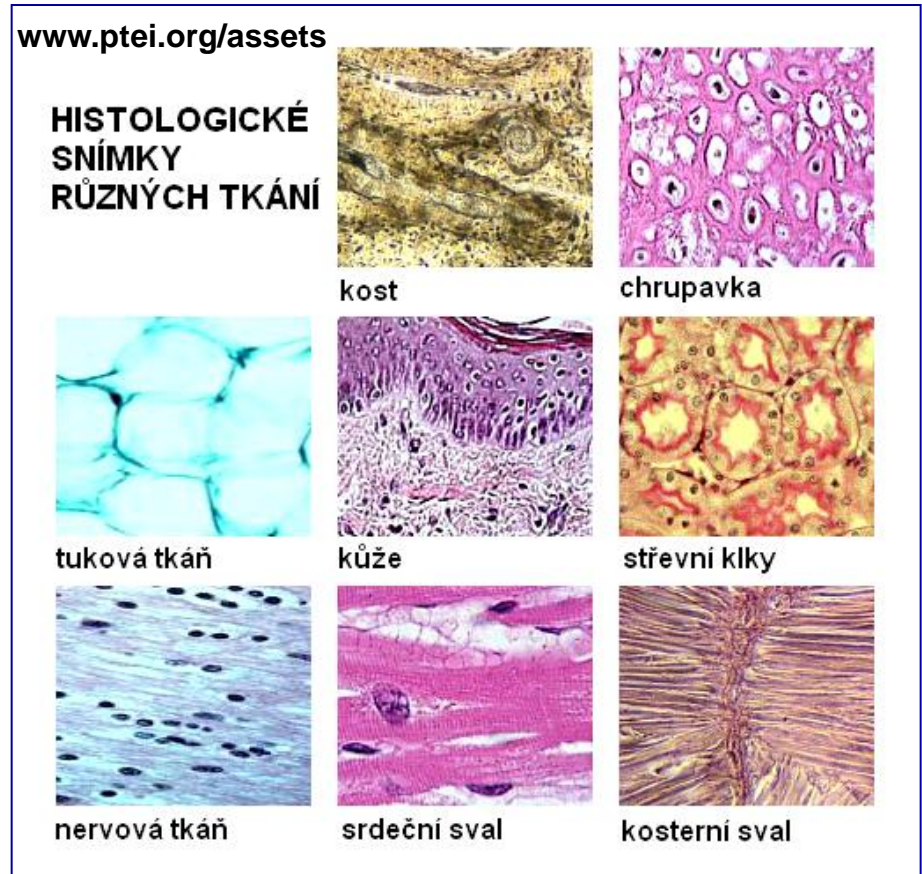 www.ptei.org/assets
HISTOLOGICKÉ
SNÍMKY
RŮZNÝCH TKÁNÍ
kost
chrupavka
tuková tkáň
kůže
střevní klky
nervová tkáň
srdeční sval
kosterní sval